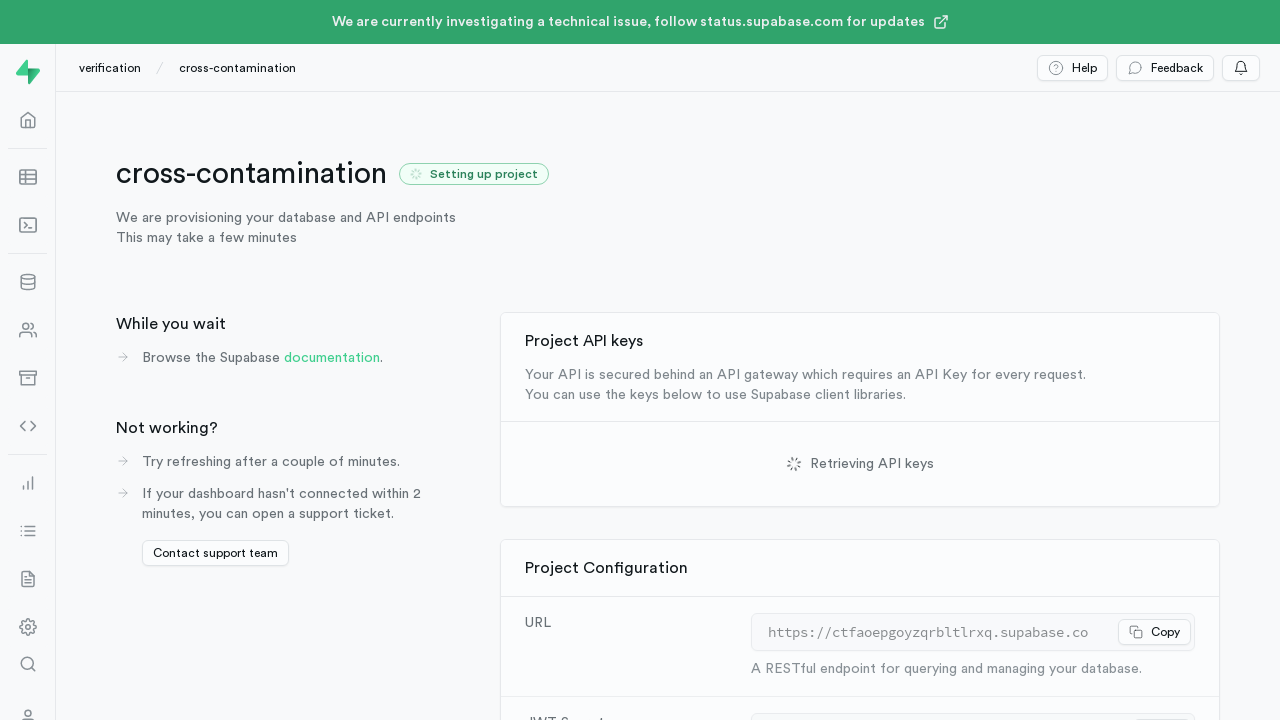 We are currently investigating a technical issue, follow status.supabase.com for updates
verification / cross-contamination
Help
Feedback
cross-contamination
Setting up project
We are provisioning your database and API endpoints
This may take a few minutes
While you wait
Browse the Supabase documentation.
Not working?
Try refreshing after a couple of minutes.
If your dashboard hasn't connected within 2
minutes, you can open a support ticket.
Contact support team
Project API keys
Your API is secured behind an API gateway which requires an API Key for every request.
You can use the keys below to use Supabase client libraries.
Retrieving API keys
Project Configuration
URL
https://ctfaoepgoyzqrbltlrxq.supabase.co
Copy
A RESTful endpoint for querying and managing your database.